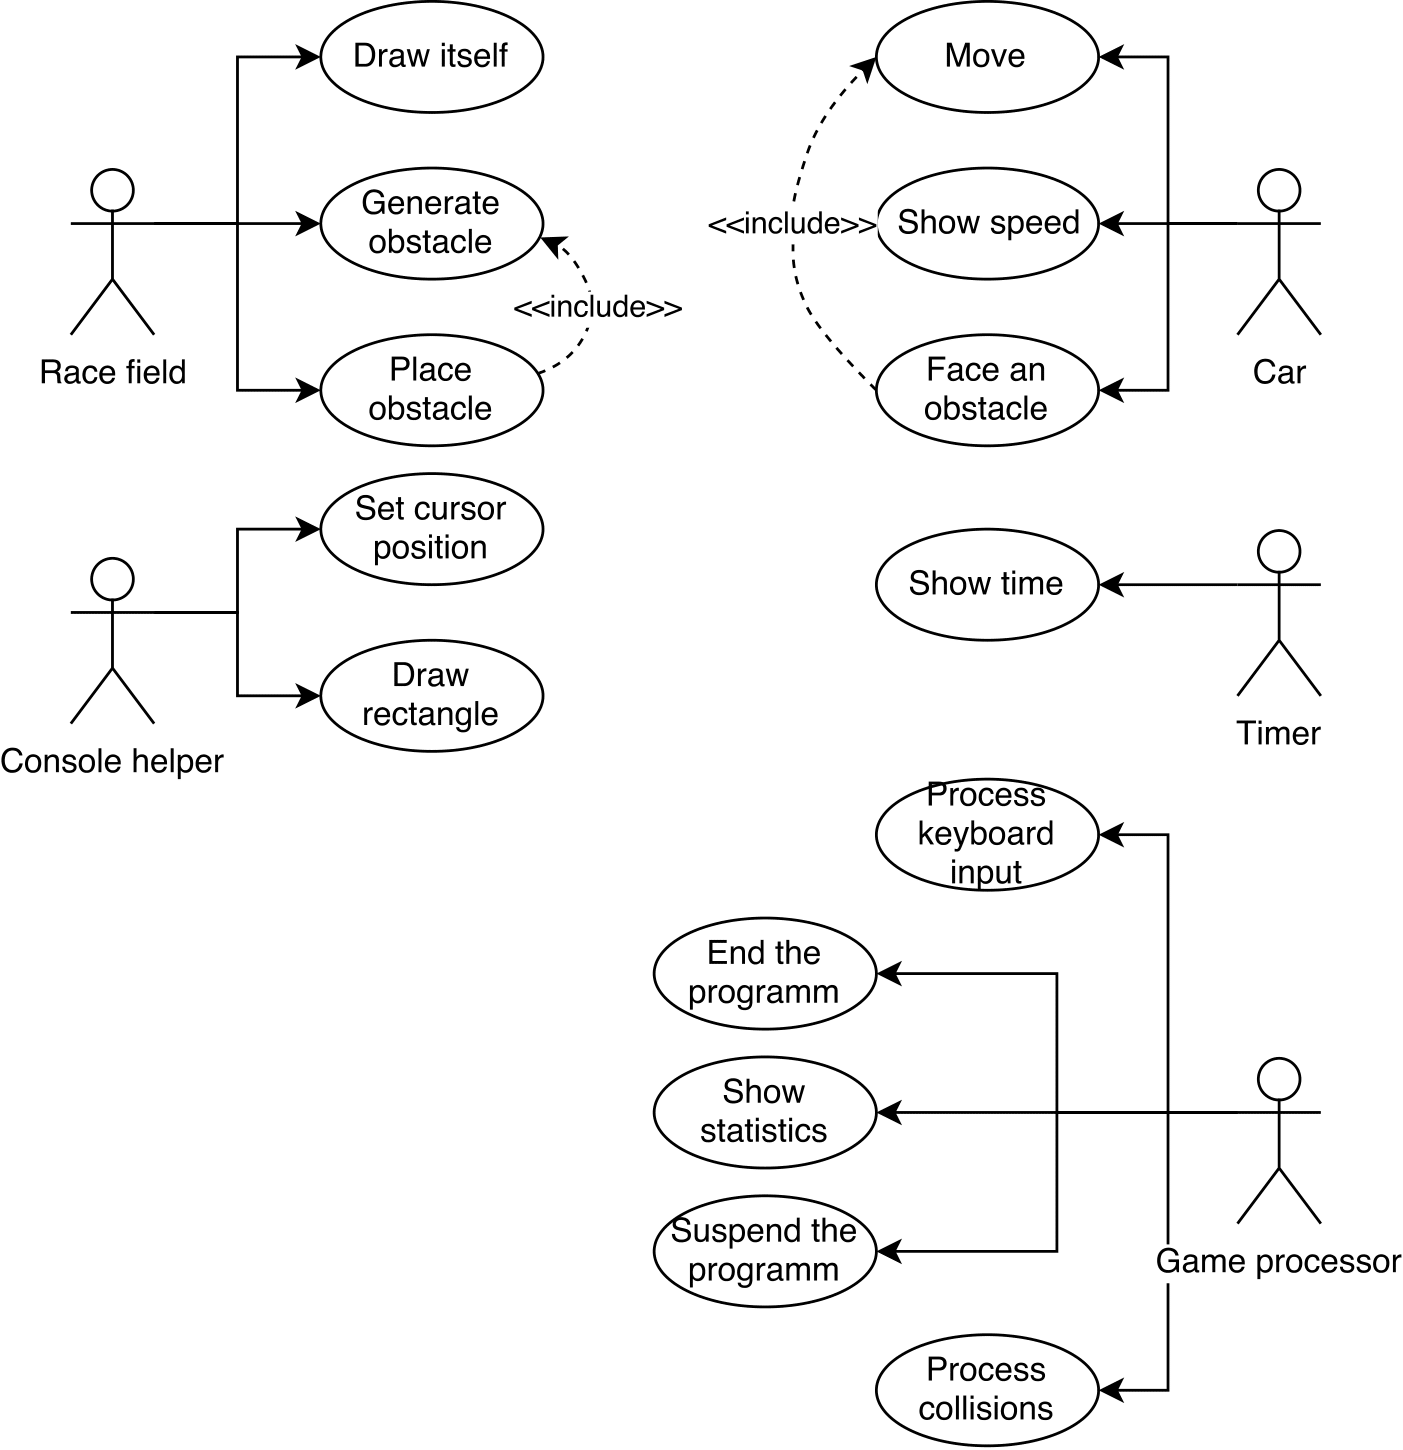 Draw itself
Move
Generate
obstacle
<<include>>
Show speed
<<include>>
Race field
Place
obstacle
Face an
obstacle
Car
Set cursor
position
Show time
Draw
rectangle
Console helper
Timer
Process
keyboard
input
End the
programm
Show
statistics
Suspend the
programm
Game processor
Process
collisions